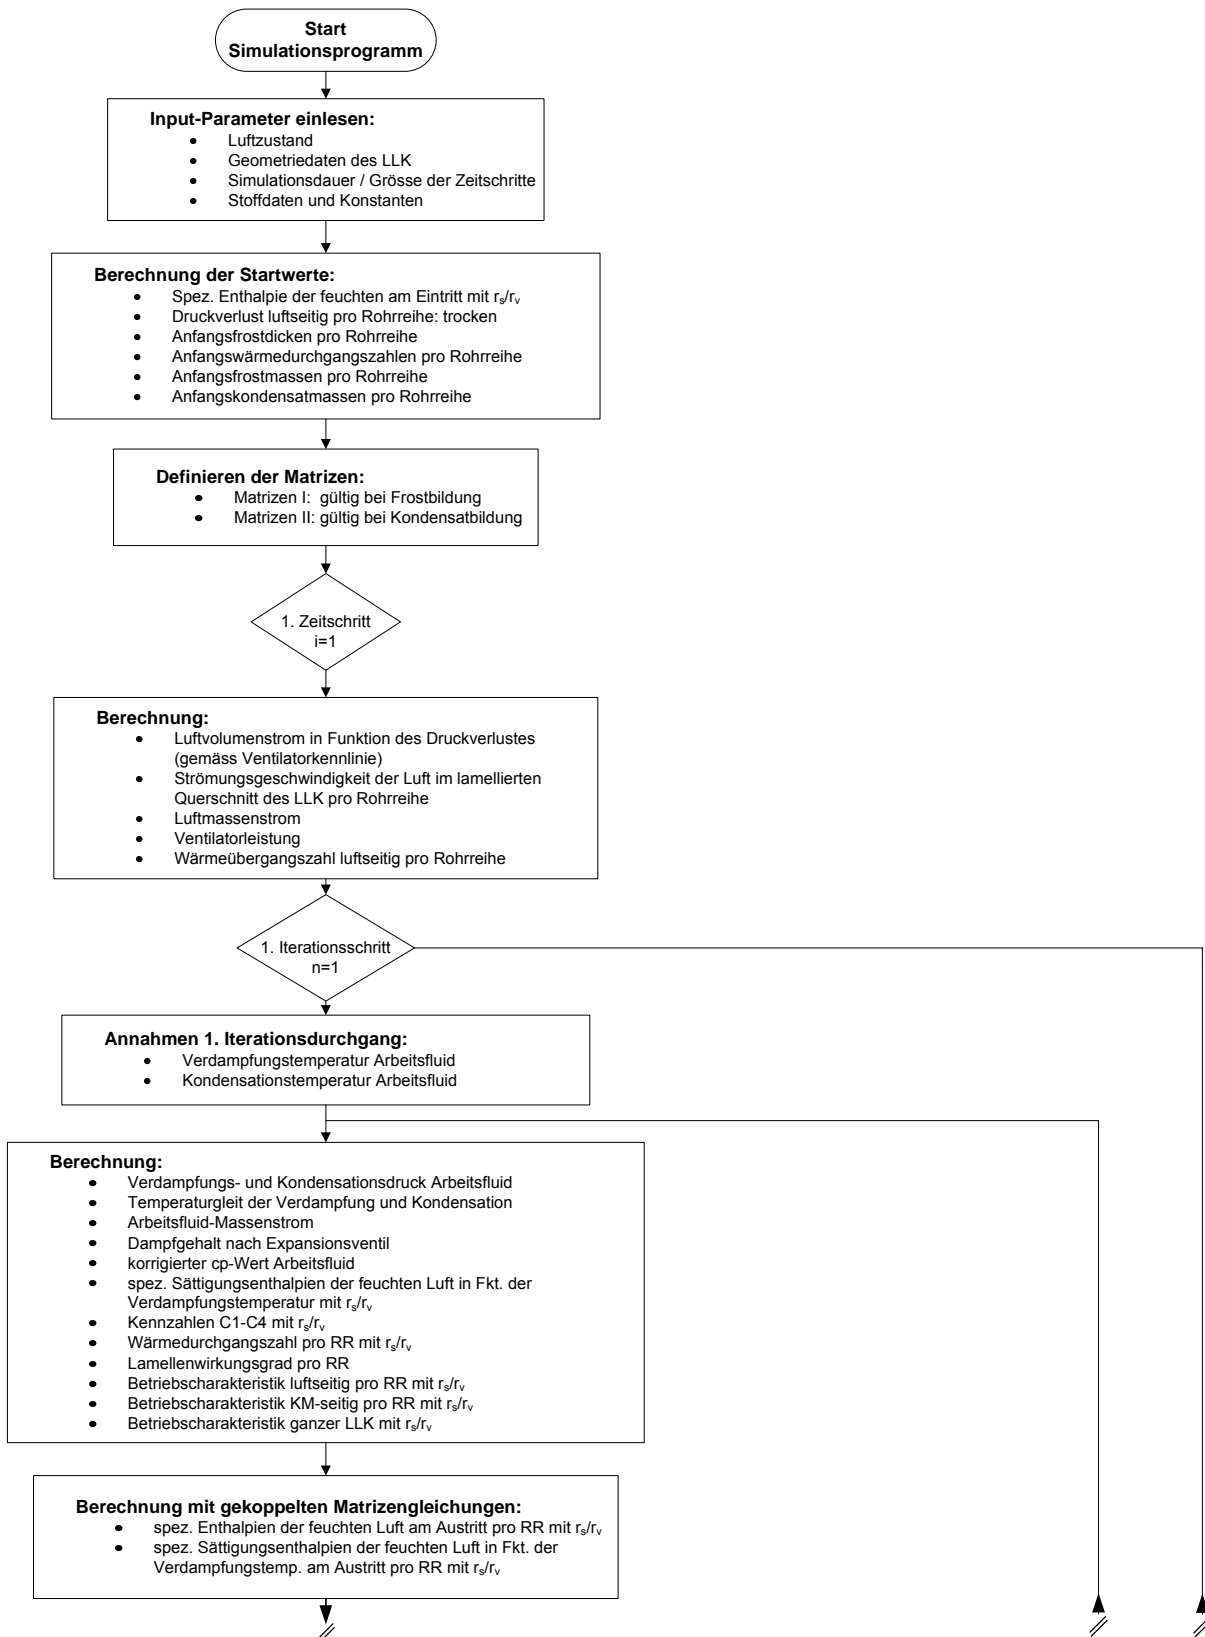 Start
Simulationsprogramm
Input-Parameter einlesen:
• Luftzustand
• Geometriedaten des LLK
• Simulationsdauer / Grösse der Zeitschritte
• Stoffdaten und Konstanten
Berechnung der Startwerte:
• Spez. Enthalpie der feuchten am Eintritt mit rs/rv
• Druckverlust luftseitig pro Rohrreihe: trocken
• Anfangsfrostdicken pro Rohrreihe
• Anfangswärmedurchgangszahlen pro Rohrreihe
• Anfangsfrostmassen pro Rohrreihe
• Anfangskondensatmassen pro Rohrreihe
Definieren der Matrizen:
• Matrizen I: gültig bei Frostbildung
• Matrizen II: gültig bei Kondensatbildung
1. Zeitschritt
i=1
Berechnung:
• Luftvolumenstrom in Funktion des Druckverlustes
(gemäss Ventilatorkennlinie)
• Strömungsgeschwindigkeit der Luft im lamellierten
Querschnitt des LLK pro Rohrreihe
• Luftmassenstrom
• Ventilatorleistung
• Wärmeübergangszahl luftseitig pro Rohrreihe
1. Iterationsschritt
n=1
Annahmen 1. Iterationsdurchgang:
• Verdampfungstemperatur Arbeitsfluid
• Kondensationstemperatur Arbeitsfluid
Berechnung:
• Verdampfungs- und Kondensationsdruck Arbeitsfluid
• Temperaturgleit der Verdampfung und Kondensation
• Arbeitsfluid-Massenstrom
• Dampfgehalt nach Expansionsventil
• korrigierter cp-Wert Arbeitsfluid
• spez. Sättigungsenthalpien der feuchten Luft in Fkt. der
Verdampfungstemperatur mit rs/rv
• Kennzahlen C1-C4 mit rs/rv
• Wärmedurchgangszahl pro RR mit rs/rv
• Lamellenwirkungsgrad pro RR
• Betriebscharakteristik luftseitig pro RR mit rs/rv
• Betriebscharakteristik KM-seitig pro RR mit rs/rv
• Betriebscharakteristik ganzer LLK mit rs/rv
Berechnung mit gekoppelten Matrizengleichungen:
• spez. Enthalpien der feuchten Luft am Austritt pro RR mit rs/rv
• spez. Sättigungsenthalpien der feuchten Luft in Fkt. der
Verdampfungstemp. am Austritt pro RR mit rs/rv